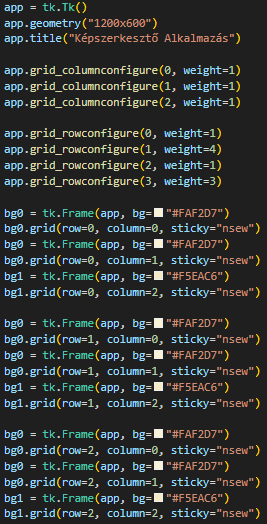 app = tk.Tk()
app.geometry("1200x600")
app.title("Képszerkesztő Alkalmazás")
app.grid_columnconfigure(0, weight=1)
app.grid_columnconfigure(1, weight=1)
app.grid_columnconfigure(2, weight=1)
app.grid_rowconfigure(0, weight=1)
app.grid_rowconfigure(1, weight=4)
app.grid_rowconfigure(2, weight=1)
app.grid_rowconfigure(3, weight=3)
bg0 = tk.Frame(app, bg="#FAF2D7")
bg0.grid(row=0, column=0, sticky="nsew")
bg0 = tk.Frame(app, bg="#FAF2D7")
bg0.grid(row=0, column=1, sticky="nsew")
bg1 = tk.Frame(app, bg="#F5EAC6")
bg1.grid(row=0, column=2, sticky="nsew")
bg0 = tk.Frame(app, bg="#FAF2D7")
bg0.grid(row=1, column=0, sticky="nsew")
bg0 = tk.Frame(app, bg="#FAF2D7")
bg0.grid(row=1, column=1, sticky="nsew")
bg1 = tk.Frame(app, bg="#F5EAC6")
bg1.grid(row=1, column=2, sticky="nsew")
bg0 = tk.Frame(app, bg="#FAF2D7")
bg0.grid(row=2, column=0, sticky="nsew")
bg0 = tk.Frame(app, bg="#FAF2D7")
bg0.grid(row=2, column=1, sticky="nsew")
bg1 = tk.Frame(app, bg="#F5EAC6")
bg1.grid(row=2, column=2, sticky="nsew")